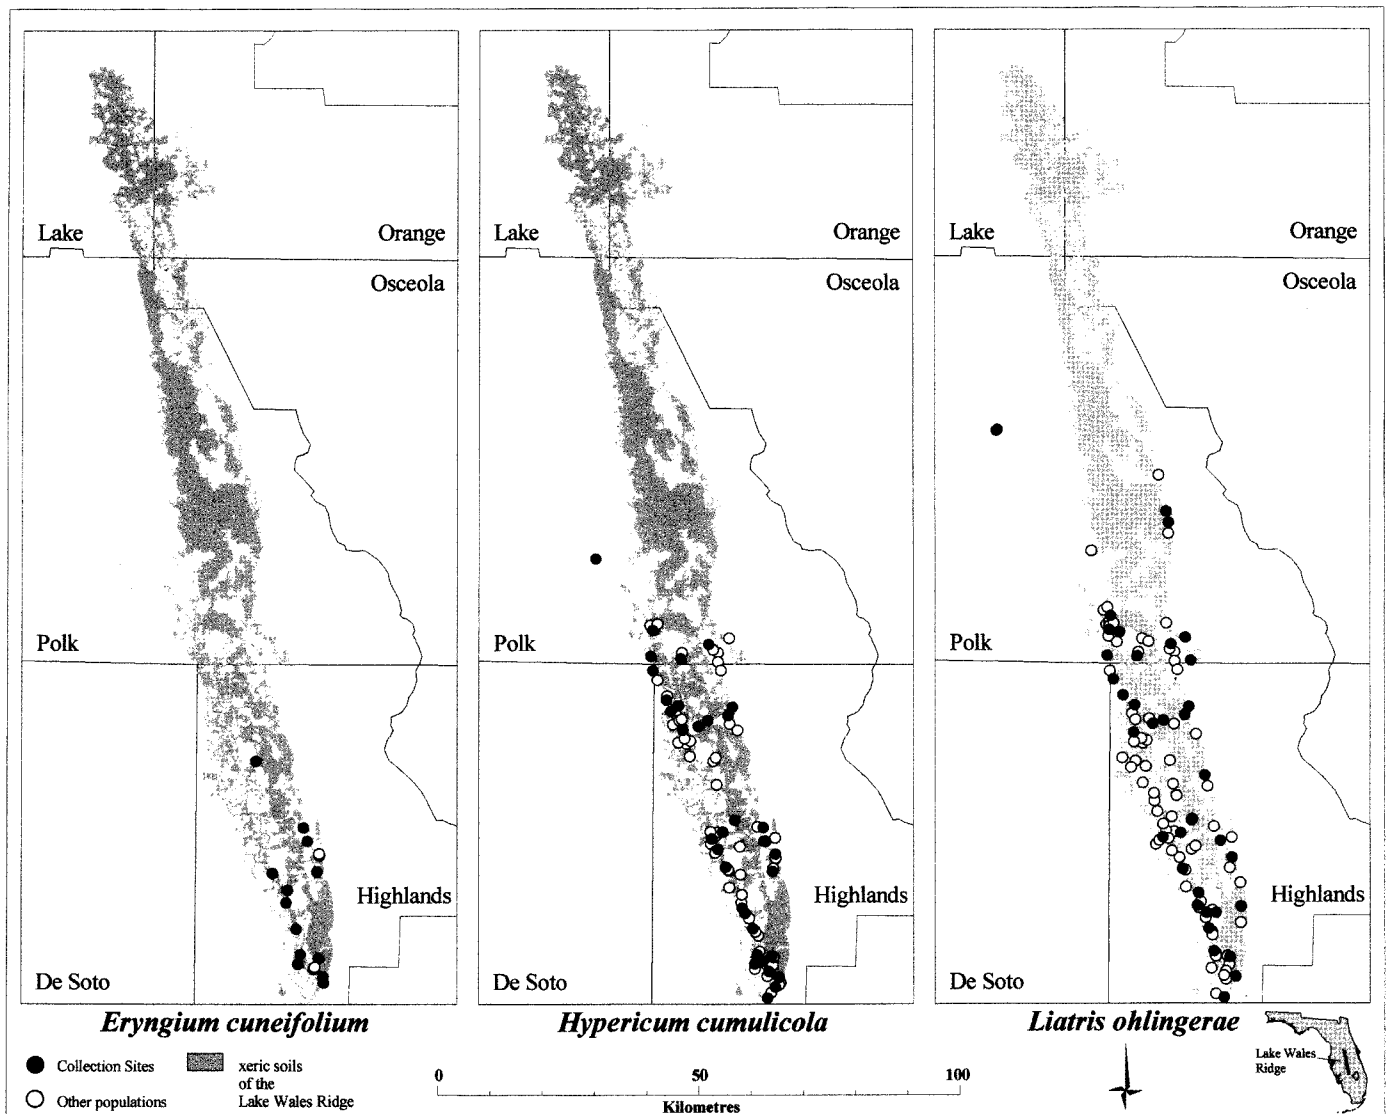 Lake
Orange
Osceola
Polk
Highlands
De Soto
Eryngium cuneifolium
Lake
Orange
Osceola
Polk
Highlands
De Soto
Hypericum cumulicola
Lake
Orange
Osceola
Polk
Highlands
De Soto
Liatris ohlingerae
Collection Sites
Other populations
xeric soils
of the
Lake Wales Ridge
0
50
100
Kilometres
Lake Wales
Ridge